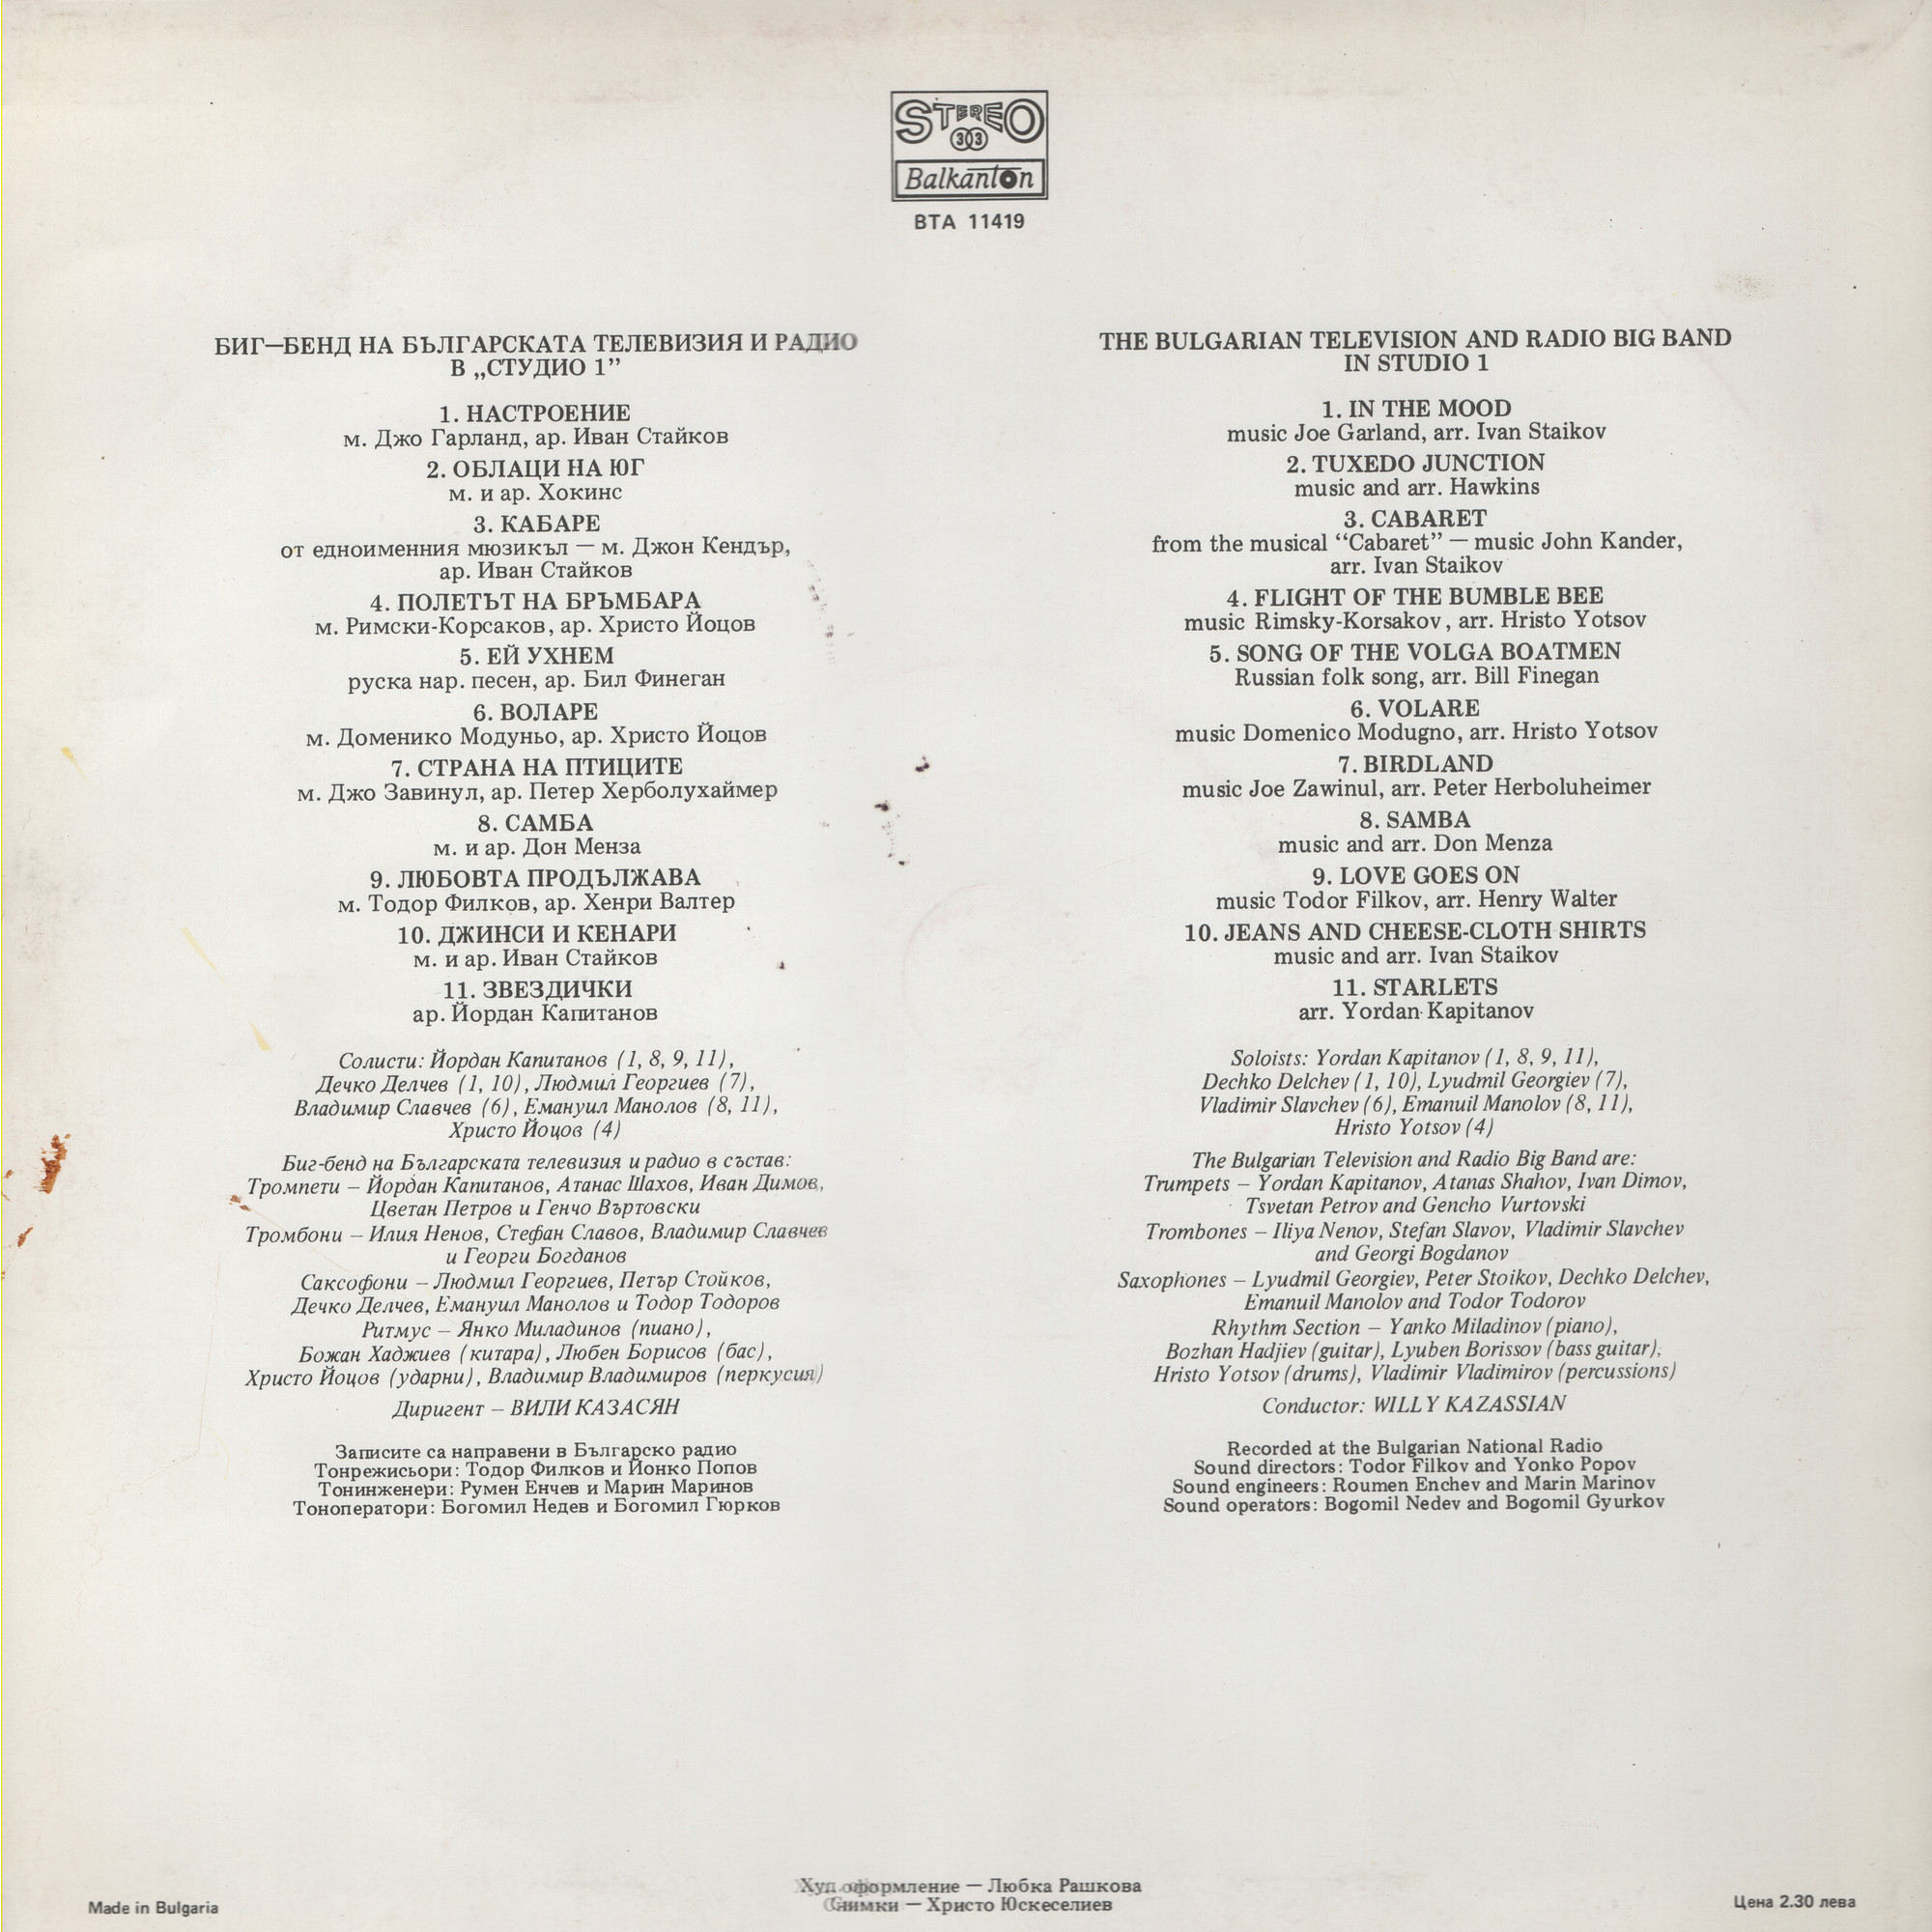 STEREO
33
Balkanton
BTA 11419
БИГ—БЕНД НА БЪЛГАРСКАТА ТЕЛЕВИЗИЯ И РАДИО
В „СТУДИО 1”
1. НАСТРОЕНИЕ
м. Джо Гарланд, ар. Иван Стайков
2. ОБЛАЦИ НА ЮГ
м. и ар. Хокинс
3. КАБАРЕ
от едноименния мюзикъл — м. Джон Кендър,
ар. Иван Стайков
4. ПОЛЕТЪТ НА БРЪМБАРА
м. Римски-Корсаков, ар. Христо Йоцов
5. ЕЙ УХНЕМ
руска нар. песен, ар. Бил Финеган
6. ВОЛАРЕ
м. Доменико Модуньо, ар. Христо Йоцов
7. СТРАНА НА ПТИЦИТЕ
м. Джо Завинул, ар. Петер Херболухаймер
8. САМБА
м. и ар. Дон Менза
9. ЛЮБОВТА ПРОДЪЛЖАВА
м. Тодор Филков, ар. Хенри Валтер
10. ДЖИНСИ И КЕНАРИ
м. и ар. Иван Стайков
11. ЗВЕЗДИЧКИ
ар. Йордан Капитанов
Солисти: Йордан Капитанов (1, 8, 9, 11),
Дечко Делчев (1, 10), Людмил Георгиев (7),
Владимир Славчев (6), Емануил Манолов (8, 11),
Христо Йоцов (4)
Биг-бенд на Българската телевизия и радио в състав:
Тромпети – Йордан Капитанов, Атанас Шахов, Иван Димов,
Цветан Петров и Генчо Въртовски
Тромбони – Илия Ненов, Стефан Славов, Владимир Славчев
и Георги Богданов
Саксофони – Людмил Георгиев, Петър Стойков,
Дечко Делчев, Емануил Манолов и Тодор Тодоров
Ритмус – Янко Миладинов (пиано),
Божан Хаджиев (китара), Любен Борисов (бас),
Христо Йоцов (ударни), Владимир Владимиров (перкусия)
Диригент – ВИЛИ КАЗАСЯН
Записите са направени в Българско радио
Тонрежисьори: Тодор Филков и Йонко Попов
Тонинженери: Румен Енчев и Марин Маринов
Тоноператори: Богомил Недев и Богомил Гюрков
THE BULGARIAN TELEVISION AND RADIO BIG BAND
IN STUDIO 1
1. IN THE MOOD
music Joe Garland, arr. Ivan Staikov
2. TUXEDO JUNCTION
music and arr. Hawkins
3. CABARET
from the musical “Cabaret” — music John Kander,
arr. Ivan Staikov
4. FLIGHT OF THE BUMBLE BEE
music Rimsky-Korsakov, arr. Hristo Yotsov
5. SONG OF THE VOLGA BOATMEN
Russian folk song, arr. Bill Finegan
6. VOLARE
music Domenico Modugno, arr. Hristo Yotsov
7. BIRDLAND
music Joe Zawinul, arr. Peter Herboluheimer
8. SAMBA
music and arr. Don Menza
9. LOVE GOES ON
music Todor Filkov, arr. Henry Walter
10. JEANS AND CHEESE-CLOTH SHIRTS
music and arr. Ivan Staikov
11. STARLETS
arr. Yordan Kapitanov
Soloists: Yordan Kapitanov (1, 8, 9, 11),
Dechko Delchev (1, 10), Lyudmil Georgiev (7),
Vladimir Slavchev (6), Emanuil Manolov (8, 11),
Hristo Yotsov (4)
The Bulgarian Television and Radio Big Band are:
Trumpets – Yordan Kapitanov, Atanas Shahov, Ivan Dimov,
Tsvetan Petrov and Gencho Vurtovski
Trombones – Iliya Nenov, Stefan Slavov, Vladimir Slavchev
and Georgi Bogdanov
Saxophones – Lyudmil Georgiev, Peter Stoikov, Dechko Delchev,
Emanuil Manolov and Todor Todorov
Rhythm Section – Yanko Miladinov (piano),
Bozhan Hadjiev (guitar), Lyuben Borissov (bass guitar),
Hristo Yotsov (drums), Vladimir Vladimirov (percussions)
Conductor: WILLY KAZASSIAN
Recorded at the Bulgarian National Radio
Sound directors: Todor Filkov and Yonko Popov
Sound engineers: Roumen Enchev and Marin Marinov
Sound operators: Bogomil Nedev and Bogomil Gyurkov
Made in Bulgaria
Худ. оформление — Любка Рашкова
Снимки — Христо Юскеселиев
Цена 2.30 лева